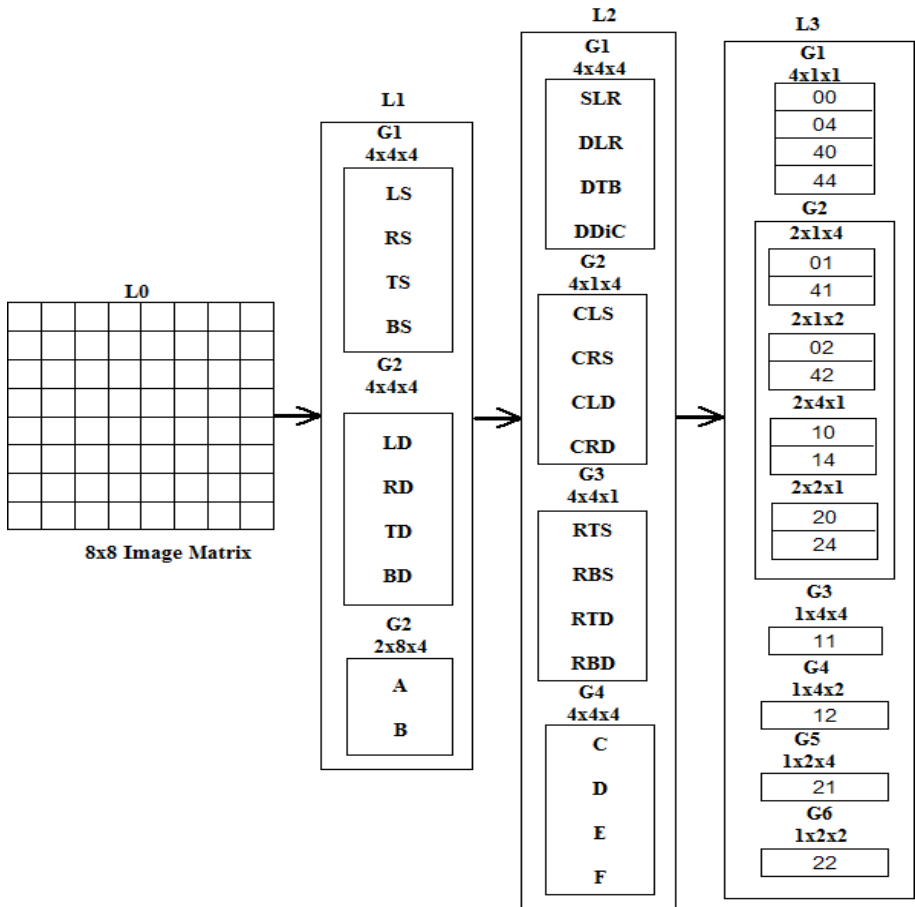 L0
8x8 Image Matrix
L1
G1
4x4x4
LS
RS
TS
BS
G2
4x4x4
LD
RD
TD
BD
G2
2x8x4
A
B
L2
G1
4x4x4
SLR
DLR
DTB
DDiC
G2
4x1x4
CLS
CRS
CLD
CRD
G3
4x4x1
RTS
RBS
RTD
RBD
G4
4x4x4
C
D
E
F
L3
G1
4x1x1
00
04
40
44
G2
2x1x4
01
41
2x1x2
02
42
2x4x1
10
14
2x2x1
20
24
G3
1x4x4
11
G4
1x4x2
12
G5
1x2x4
21
G6
1x2x2
22